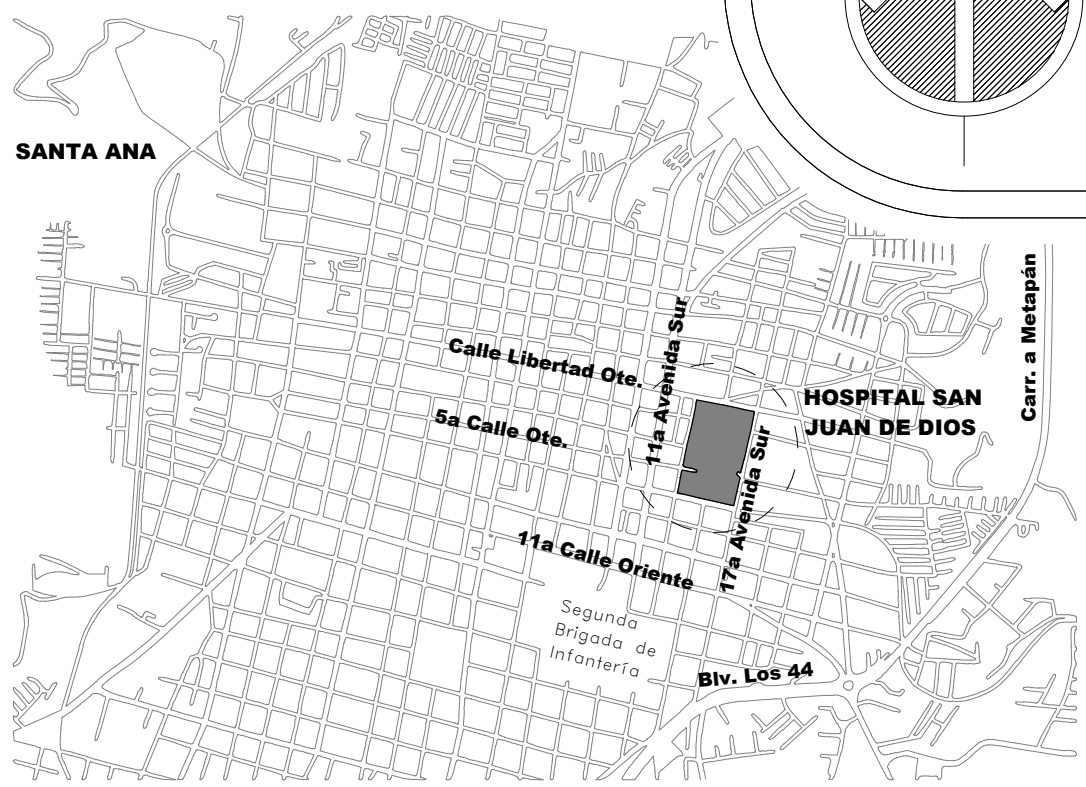 SANTA ANA
Carr. a Metapán
11a Avenida Sur
Calle Libertad Ote.
HOSPITAL SAN
JUAN DE DIOS
5a Calle Ote.
17a Avenida Sur
11a Calle Oriente
Segunda
Brigada de
Infantería
Blv. Los 44